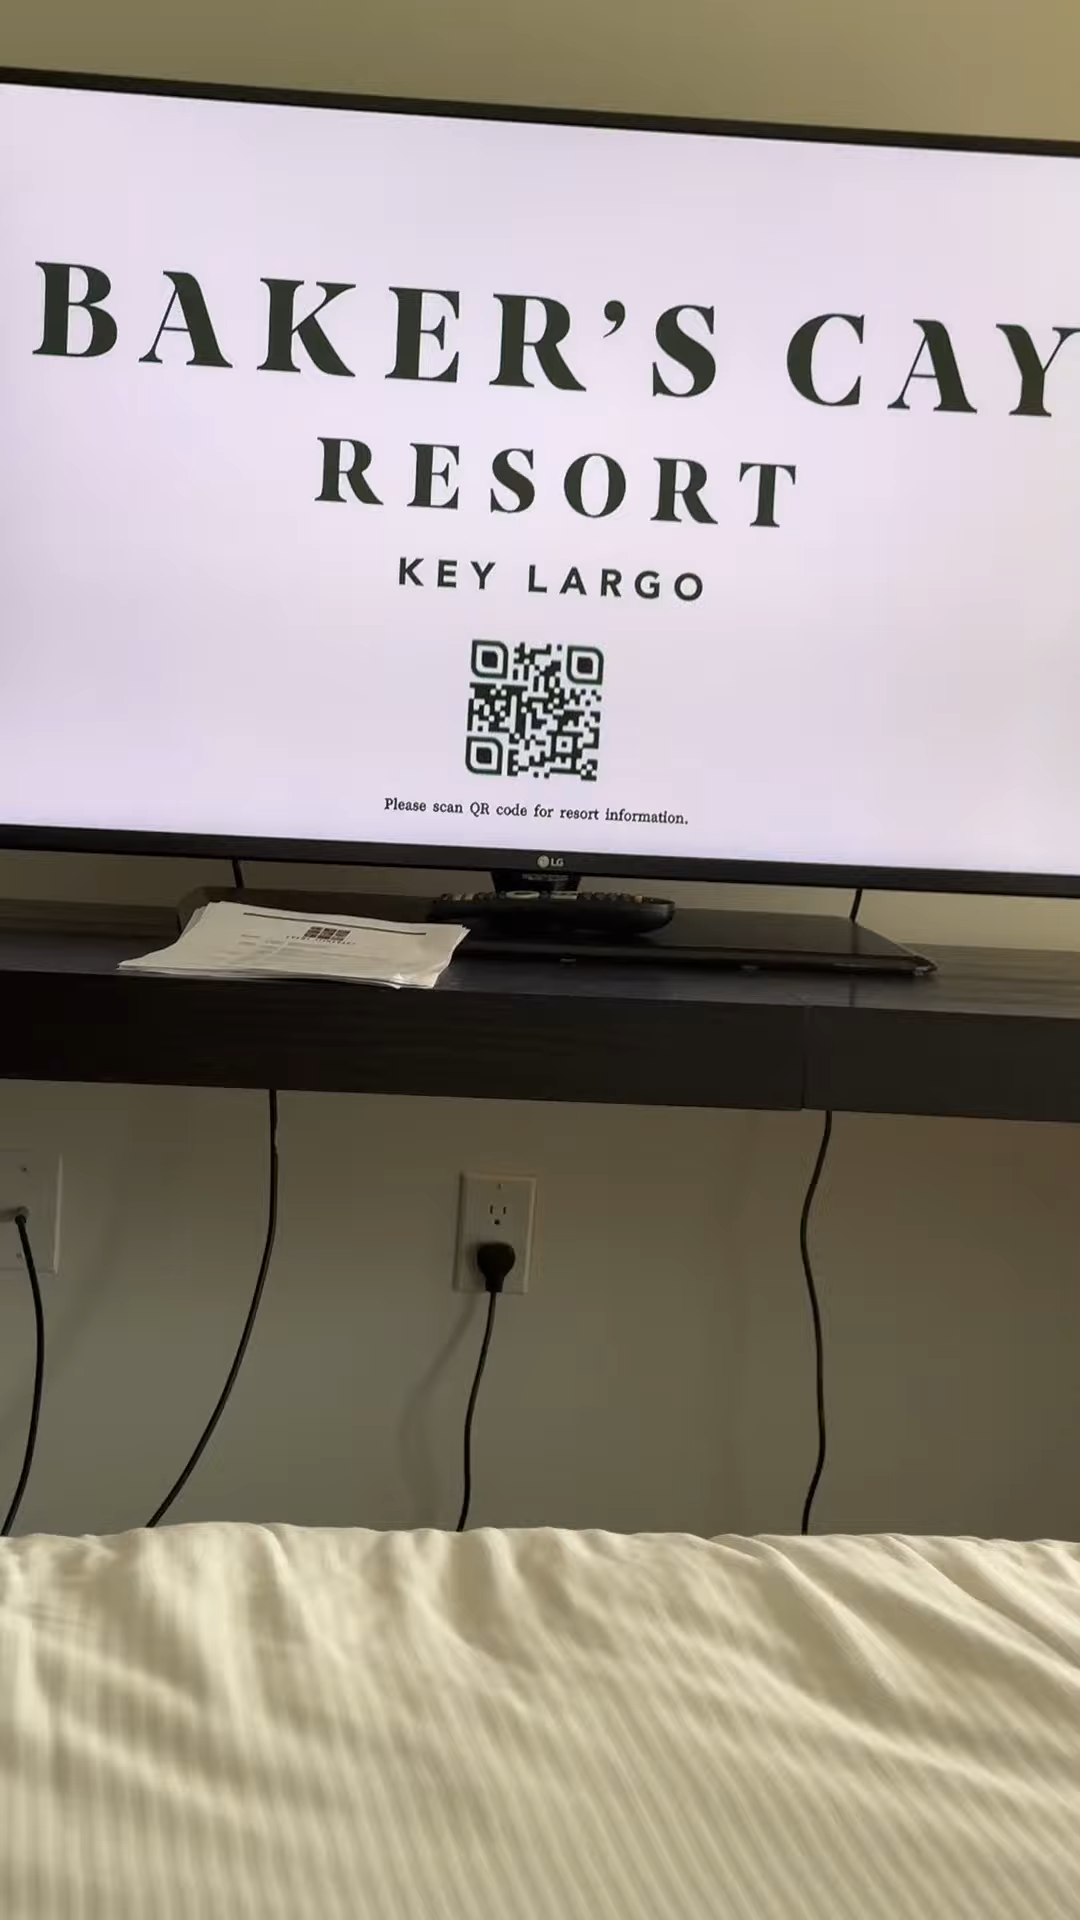 BAKER'S CAY
RESORT
KEY LARGO
Please scan QR code for resort information.
LG